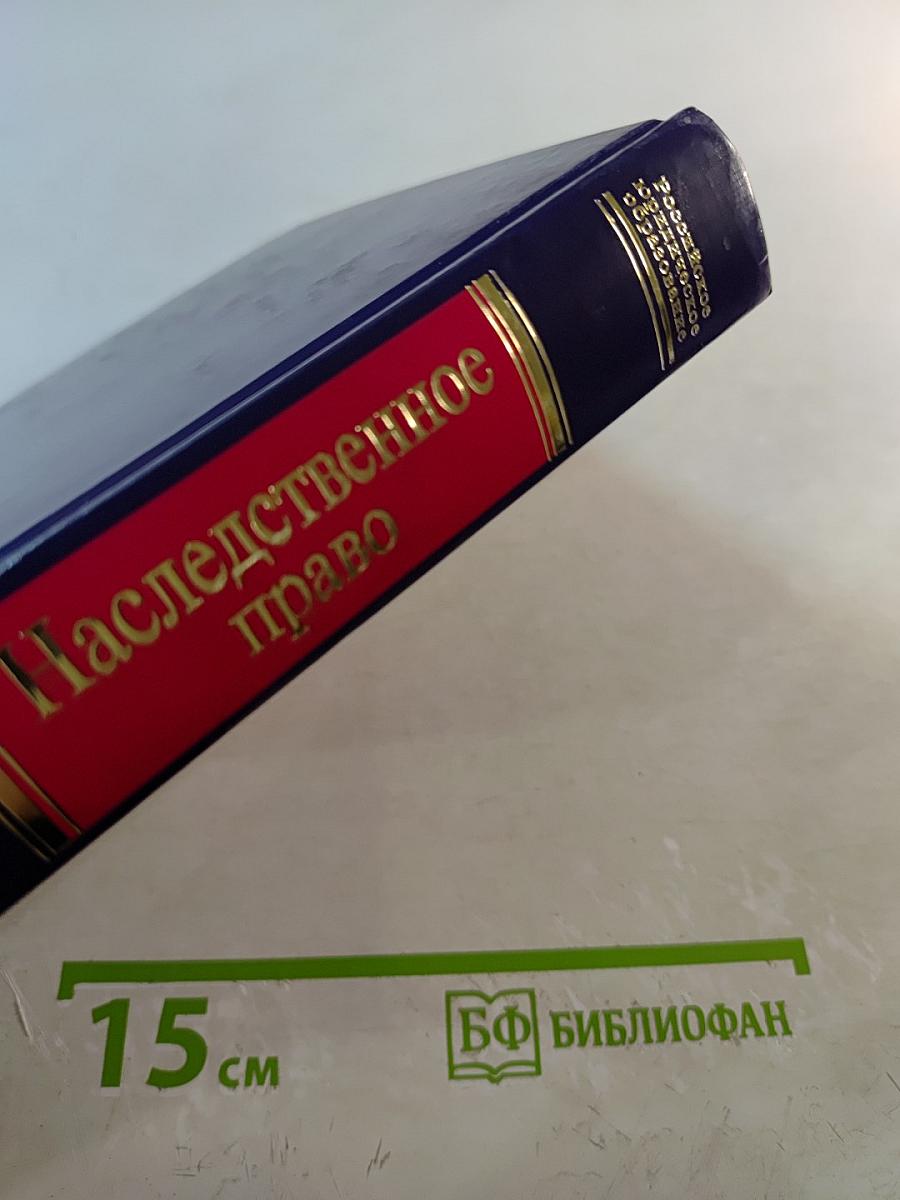 Российское
юридическое
образование
Наследственное
право
15 см
БФ БИБЛИОФАН